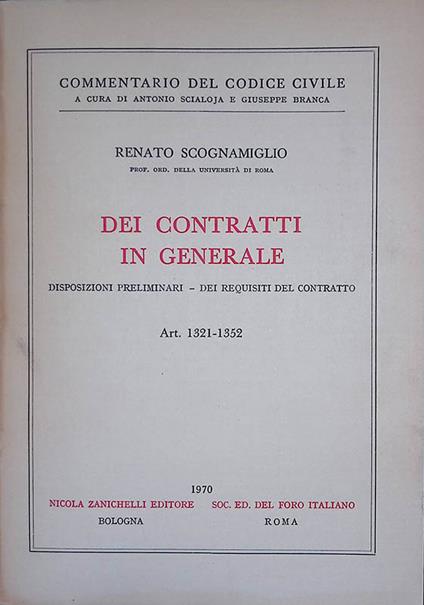 COMMENTARIO DEL CODICE CIVILE
A CURA DI ANTONIO SCIALOJA E GIUSEPPE BRANCA
RENATO SCOGNAMIGLIO
PROF. ORD. DELLA UNIVERSITÀ DI ROMA
DEI CONTRATTI
IN GENERALE
DISPOSIZIONI PRELIMINARI – DEI REQUISITI DEL CONTRATTO
Art. 1321-1352
1970
NICOLA ZANICHELLI EDITORE SOC. ED. DEL FORO ITALIANO
BOLOGNA ROMA